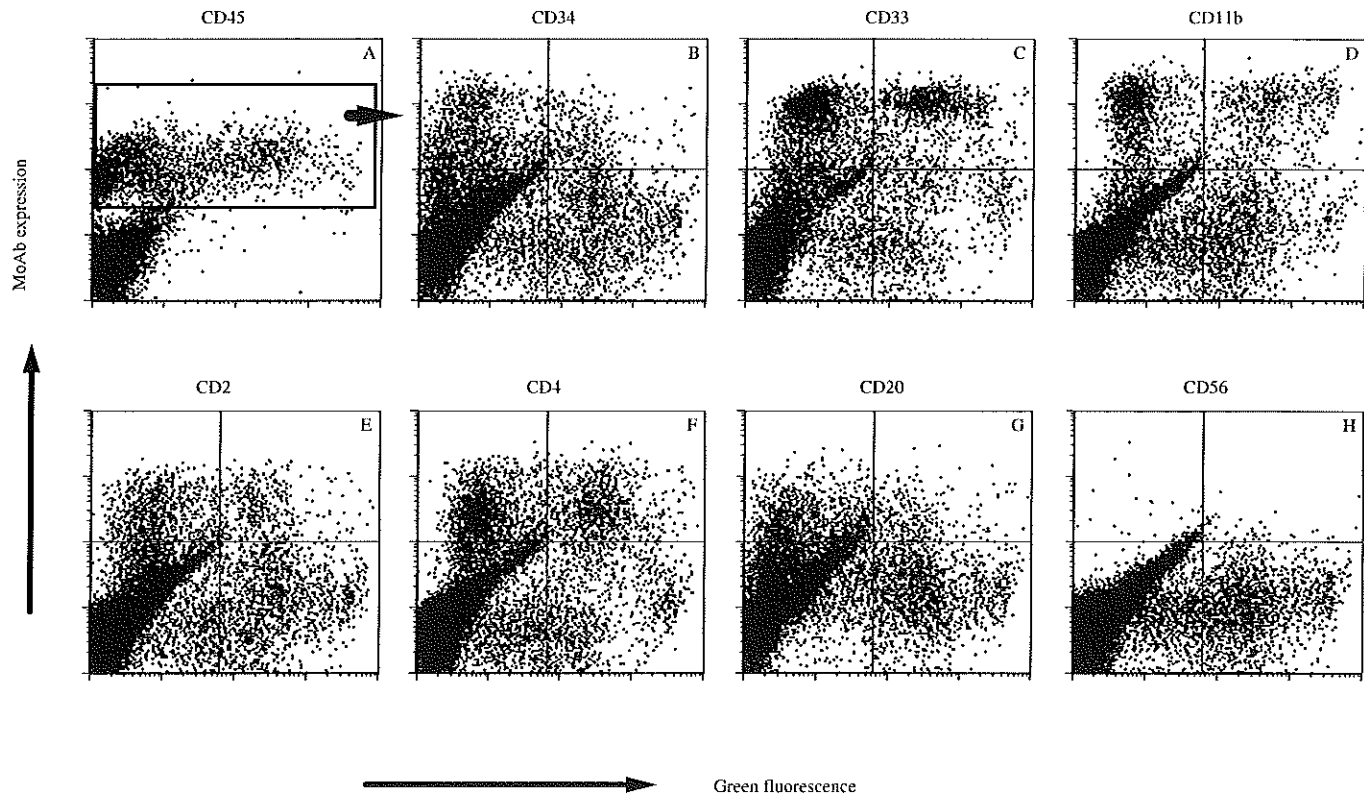 CD45 CD34 CD33 CD11b
A B C D
MoAb expression
CD2 CD4 CD20 CD56
E F G H
Green fluorescence